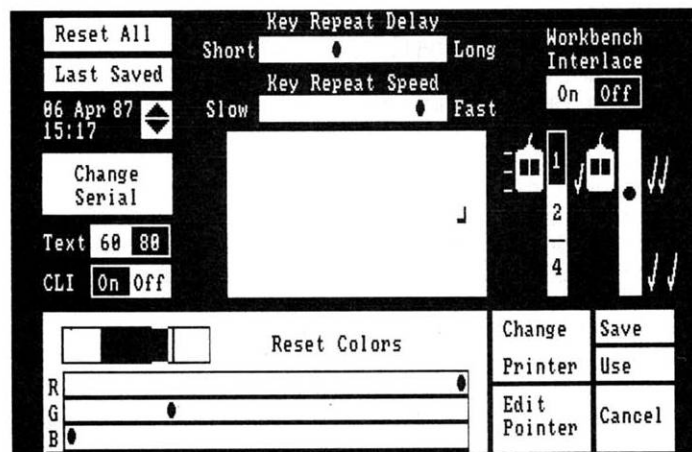 Reset All
Last Saved
06 Apr 87
15:17
Change
Serial
Text 60 80
CLI On Off
Key Repeat Delay
Short Long
Key Repeat Speed
Slow Fast
Workbench
Interlace
On Off
1
2
4
Reset Colors
R
G
B
Change
Printer
Edit
Pointer
Save
Use
Cancel